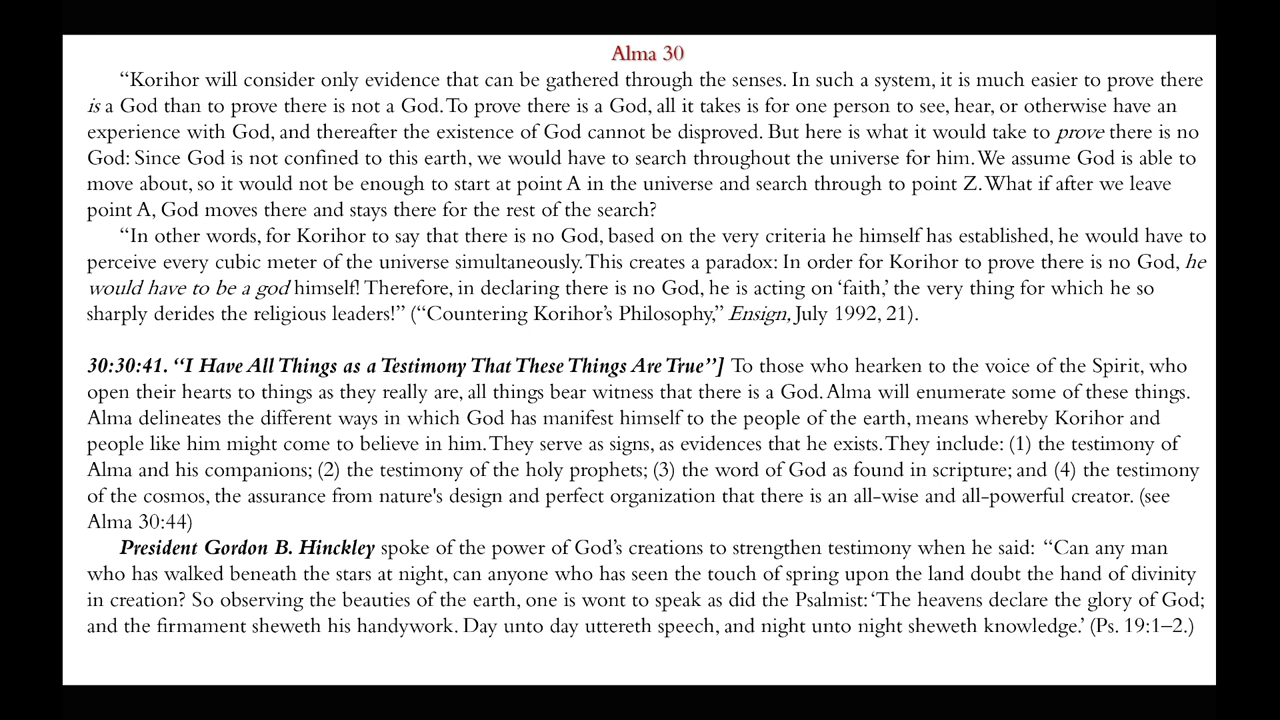 Alma 30
“Korihor will consider only evidence that can be gathered through the senses. In such a system, it is much easier to prove there
is a God than to prove there is not a God. To prove there is a God, all it takes is for one person to see, hear, or otherwise have an
experience with God, and thereafter the existence of God cannot be disproved. But here is what it would take to prove there is no
God: Since God is not confined to this earth, we would have to search throughout the universe for him. We assume God is able to
move about, so it would not be enough to start at point A in the universe and search through to point Z. What if after we leave
point A, God moves there and stays there for the rest of the search?
“In other words, for Korihor to say that there is no God, based on the very criteria he himself has established, he would have to
perceive every cubic meter of the universe simultaneously. This creates a paradox: In order for Korihor to prove there is no God, he
would have to be a god himself! Therefore, in declaring there is no God, he is acting on ‘faith,’ the very thing for which he so
sharply derides the religious leaders!” (“Countering Korihor’s Philosophy,” Ensign, July 1992, 21).
30:30:41. “I Have All Things as a Testimony That These Things Are True”] To those who hearken to the voice of the Spirit, who
open their hearts to things as they really are, all things bear witness that there is a God. Alma will enumerate some of these things.
Alma delineates the different ways in which God has manifest himself to the people of the earth, means whereby Korihor and
people like him might come to believe in him. They serve as signs, as evidences that he exists. They include: (1) the testimony of
Alma and his companions; (2) the testimony of the holy prophets; (3) the word of God as found in scripture; and (4) the testimony
of the cosmos, the assurance from nature's design and perfect organization that there is an all-wise and all-powerful creator. (see
Alma 30:44)
President Gordon B. Hinckley spoke of the power of God’s creations to strengthen testimony when he said: “Can any man
who has walked beneath the stars at night, can anyone who has seen the touch of spring upon the land doubt the hand of divinity
in creation? So observing the beauties of the earth, one is wont to speak as did the Psalmist: ‘The heavens declare the glory of God;
and the firmament sheweth his handywork. Day unto day uttereth speech, and night unto night sheweth knowledge.’ (Ps. 19:1–2.)